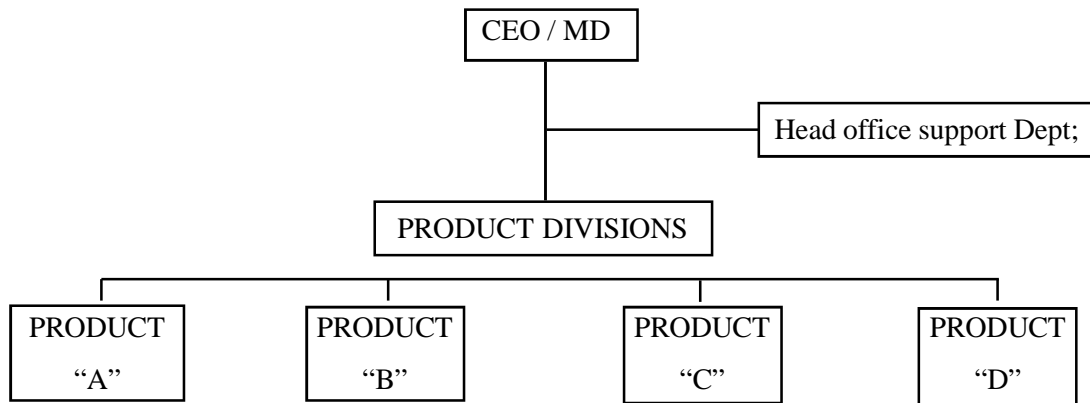 CEO / MD
Head office support Dept;
PRODUCT DIVISIONS
PRODUCT
“A”
PRODUCT
“B”
PRODUCT
“C”
PRODUCT
“D”